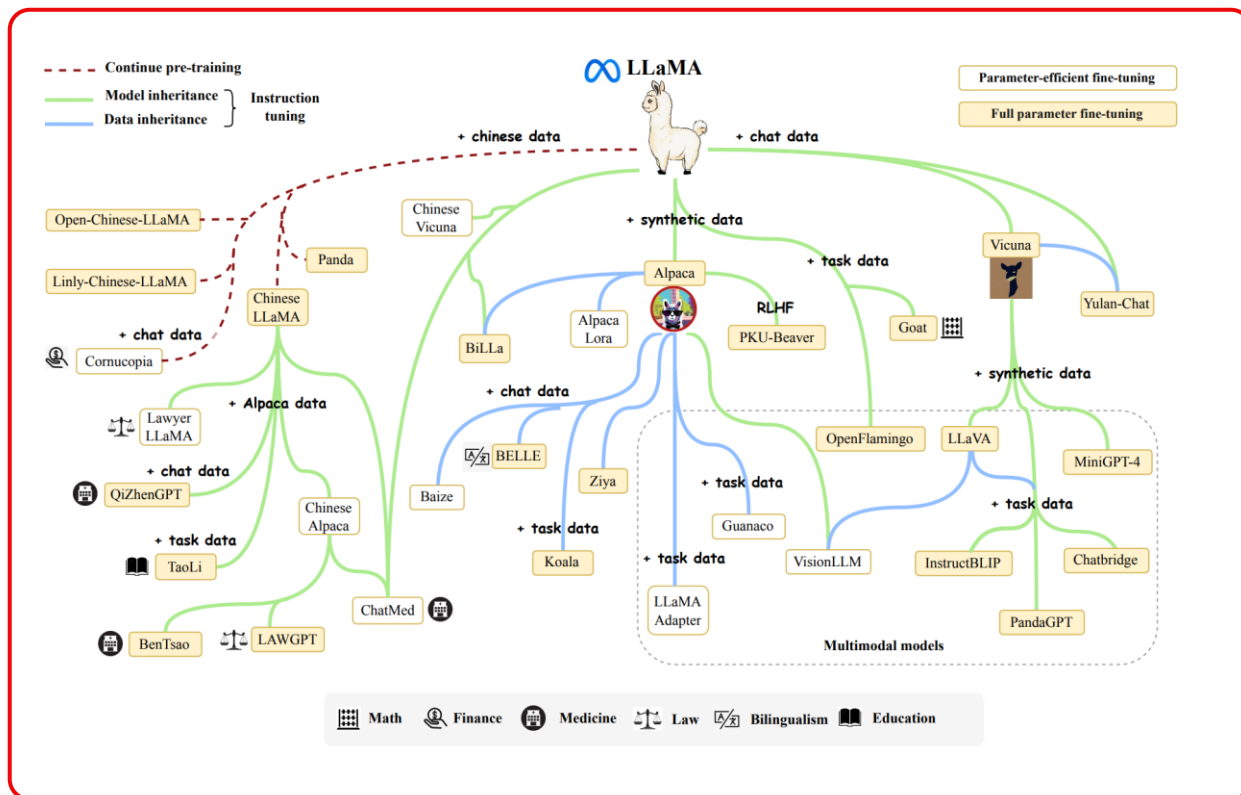 Continue pre-training
Model inheritance
Data inheritance
Instruction
tuning
LLaMA
Parameter-efficient fine-tuning
Full parameter fine-tuning
+ chinese data
+ chat data
Chinese
Vicuna
+ synthetic data
Open-Chinese-LLaMA
Panda
Linly-Chinese-LLaMA
Chinese
LLaMA
Alpaca
+ task data
Vicuna
Yulan-Chat
+ chat data
Cornucopia
BiLLa
Alpaca
Lora
RLHF
PKU-Beaver
Goat
+ synthetic data
+ Alpaca data
Lawyer
LLaMA
+ chat data
QiZhenGPT
+ chat data
BELLE
Baize
Ziya
OpenFlamingo
LLaVA
MiniGPT-4
Chinese
Alpaca
+ task data
TaoLi
+ task data
Koala
+ task data
Guanaco
+ task data
LLaMA
Adapter
VisionLLM
+ task data
InstructBLIP
Chatbridge
PandaGPT
ChatMed
BenTsao
LAWGPT
Multimodal models
Math
Finance
Medicine
Law
Bilingualism
Education